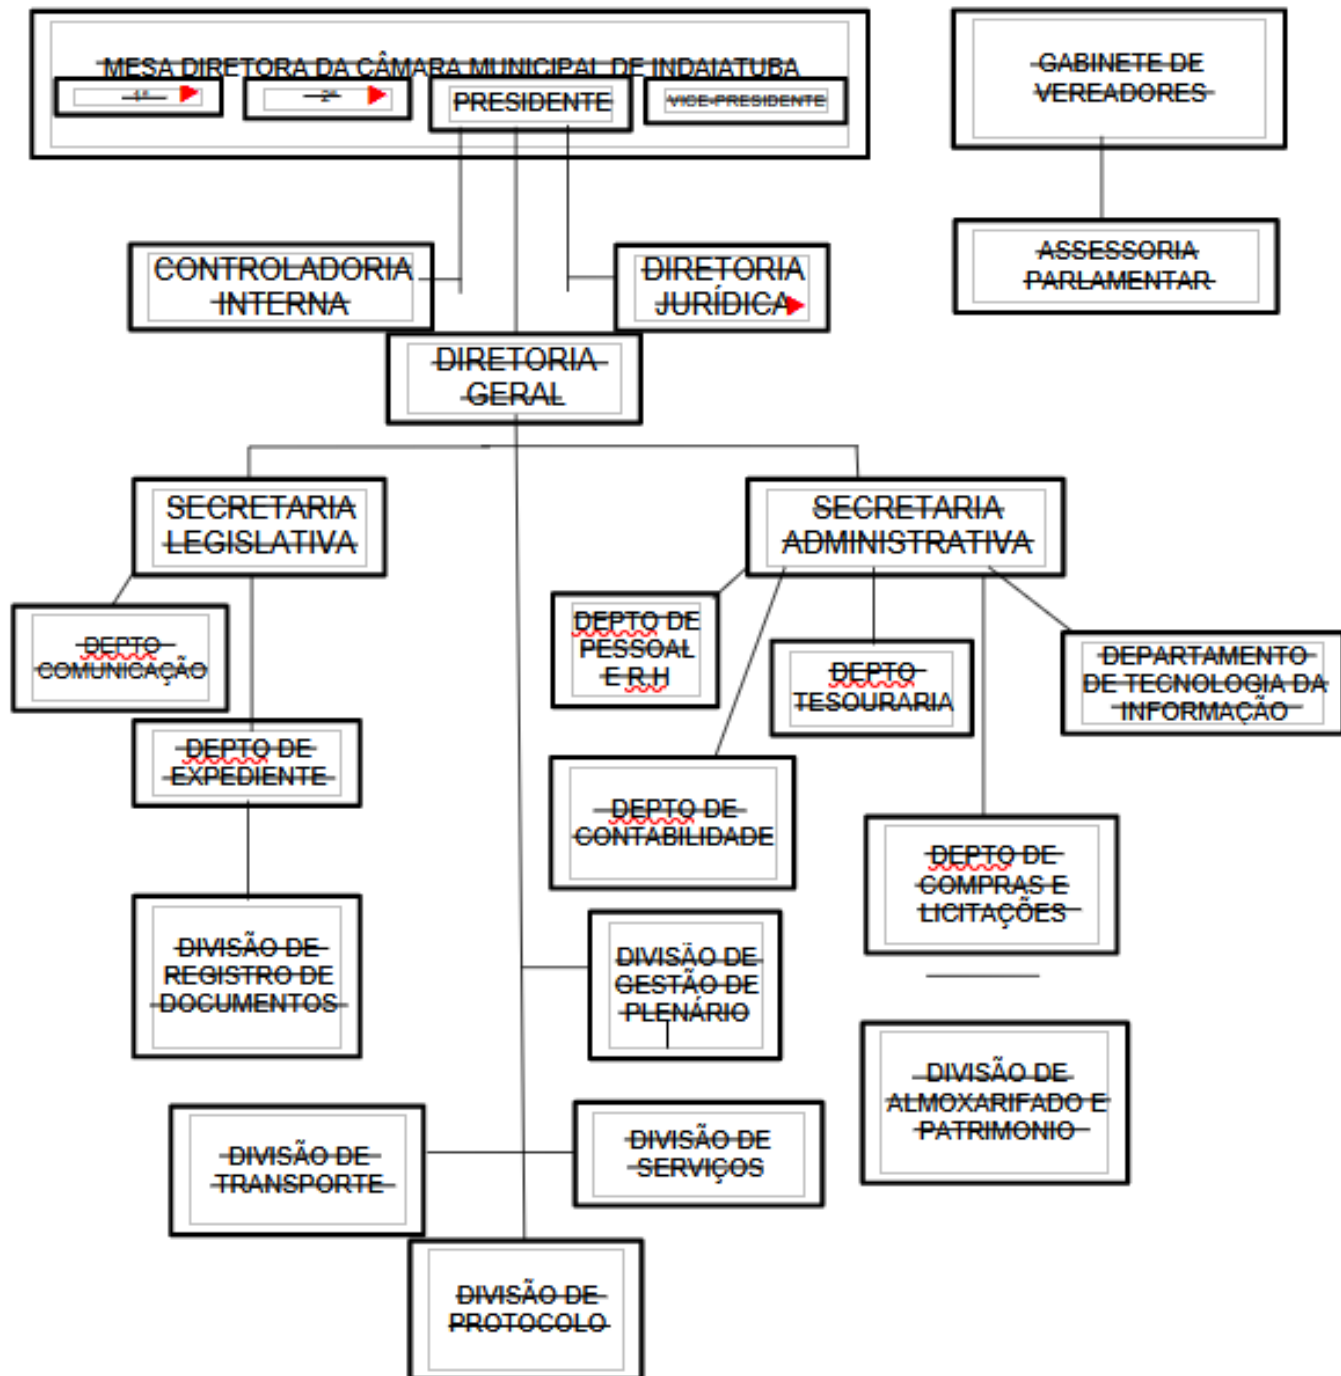 MESA DIRETORA DA CÂMARA MUNICIPAL DE INDAIATUBA
1ª
2ª
PRESIDENTE
VICE-PRESIDENTE
GABINETE DE
VEREADORES
ASSESSORIA
PARLAMENTAR
CONTROLADORIA
INTERNA
DIRETORIA
JURÍDICA
DIRETORIA
GERAL
SECRETARIA
LEGISLATIVA
SECRETARIA
ADMINISTRATIVA
DEPTO
COMUNICAÇÃO
DEPTO DE
PESSOAL
E R.H
DEPTO
TESOURARIA
DEPARTAMENTO
DE TECNOLOGIA DA
INFORMAÇÃO
DEPTO DE
EXPEDIENTE
DEPTO DE
CONTABILIDADE
DEPTO DE
COMPRAS E
LICITAÇÕES
DIVISÃO DE
REGISTRO DE
DOCUMENTOS
DIVISÃO DE
GESTÃO DE
PLENÁRIO
DIVISÃO DE
ALMOXARIFADO E
PATRIMONIO
DIVISÃO DE
TRANSPORTE
DIVISÃO DE
SERVIÇOS
DIVISÃO DE
PROTOCOLO